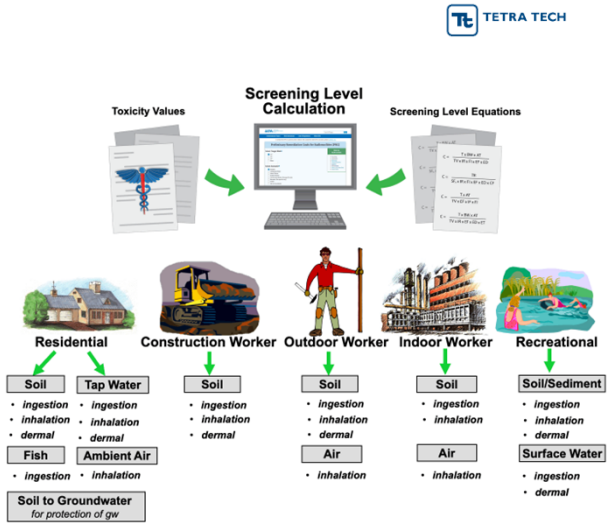 Tt TETRA TECH
Screening Level
Calculation
Toxicity Values
Screening Level Equations
Residential
Construction Worker
Outdoor Worker
Indoor Worker
Recreational
Soil
• ingestion
• inhalation
• dermal
Tap Water
• ingestion
• inhalation
• dermal
Fish
• ingestion
Ambient Air
• inhalation
Soil to Groundwater
for protection of gw
Soil
• ingestion
• inhalation
• dermal
Soil
• ingestion
• inhalation
• dermal
Air
• inhalation
Soil
• ingestion
• inhalation
Air
• inhalation
Soil/Sediment
• ingestion
• inhalation
• dermal
Surface Water
• ingestion
• dermal